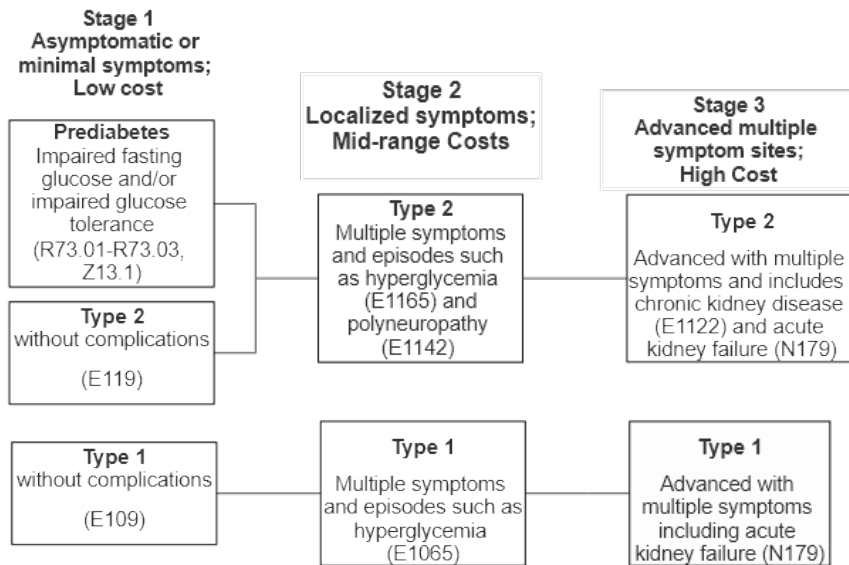 Stage 1
Asymptomatic or
minimal symptoms;
Low cost
Prediabetes
Impaired fasting
glucose and/or
impaired glucose
tolerance
(R73.01-R73.03,
Z13.1)
Type 2
without complications
(E119)
Type 1
without complications
(E109)
Stage 2
Localized symptoms;
Mid-range Costs
Type 2
Multiple symptoms
and episodes such
as hyperglycemia
(E1165) and
polyneuropathy
(E1142)
Type 1
Multiple symptoms
and episodes such as
hyperglycemia
(E1065)
Stage 3
Advanced multiple
symptom sites;
High Cost
Type 2
Advanced with multiple
symptoms and includes
chronic kidney disease
(E1122) and acute
kidney failure (N179)
Type 1
Advanced with
multiple symptoms
including acute
kidney failure (N179)